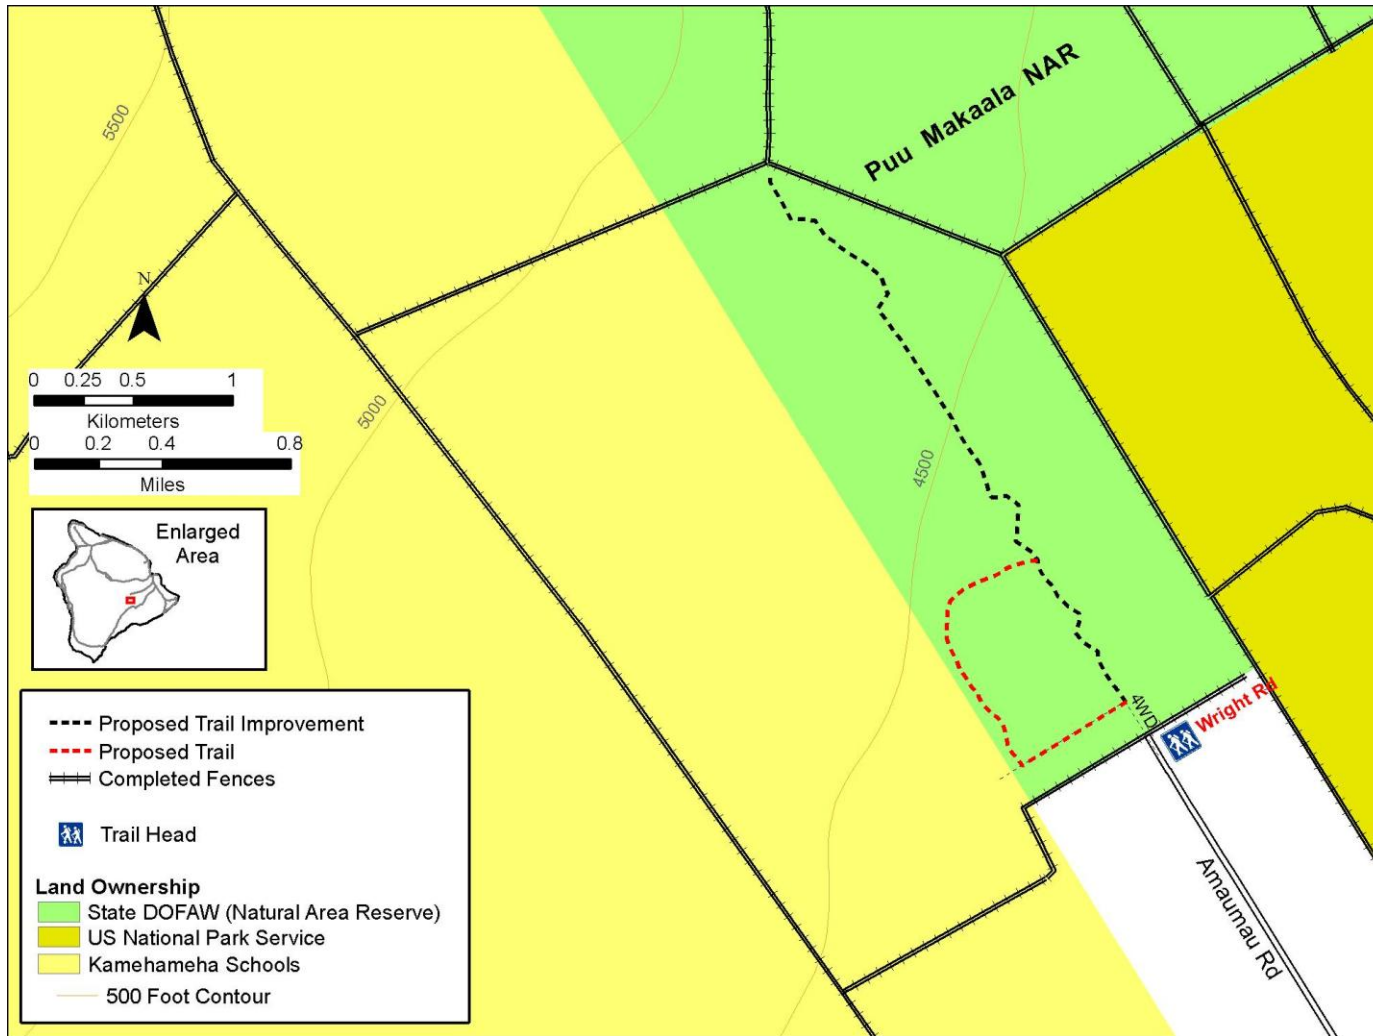 5500
Puu Makaala NAR
N
0 0.25 0.5 1
Kilometers
0 0.2 0.4 0.8
Miles
5000
4500
Enlarged
Area
4WD
Wright Rd
Amaumau Rd
Proposed Trail Improvement
Proposed Trail
Completed Fences
Trail Head
Land Ownership
State DOFAW (Natural Area Reserve)
US National Park Service
Kamehameha Schools
500 Foot Contour